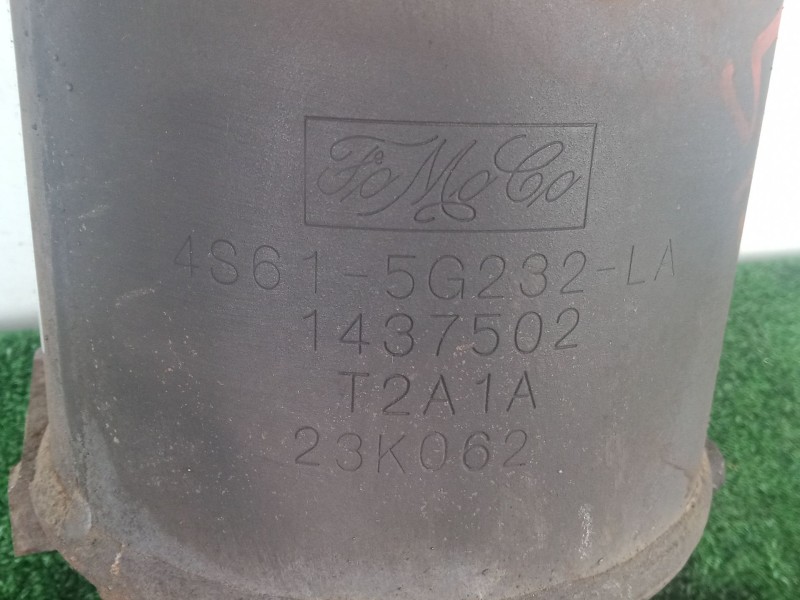 FoMoCo
4S61-5G232-LA
1437502
T2A1A
23K062